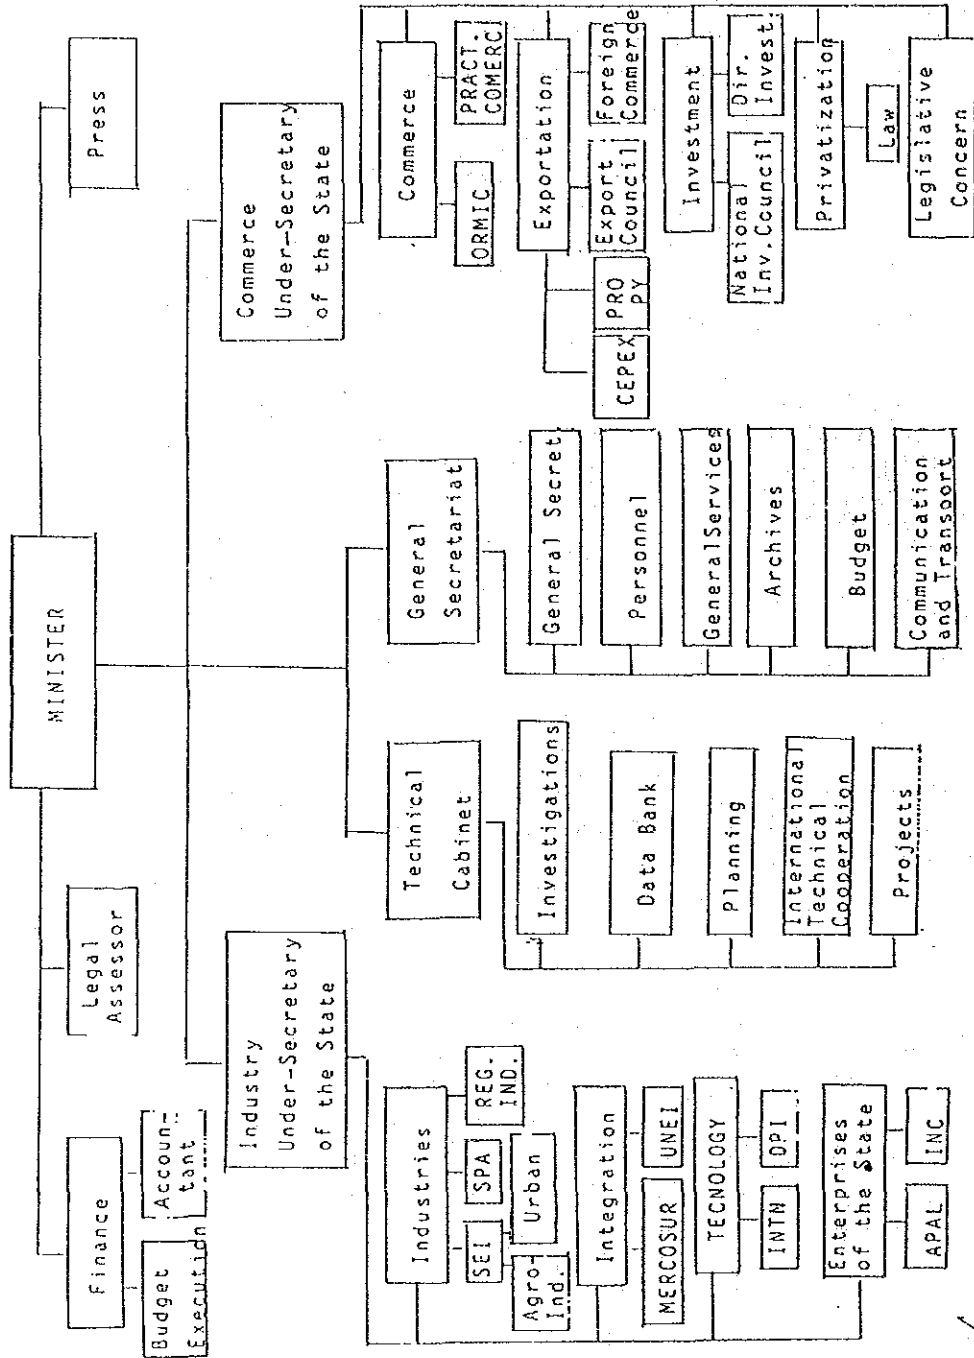 MINISTER
Finance
Legal
Assessor
Press
Budget
Execution
Accoun-
tant
Industry
Under-Secretary
of the State
Commerce
Under-Secretary
of the State
Industries
SEI
SPA
REG.
IND.
Agro-
Ind.
Urban
Integration
MERCOSUR
UNEI
TECNOLOGY
INTN
DPI
Enterprises
of the State
APAL
INC
Technical
Cabinet
Investigations
Data Bank
Planning
International
Technical
Cooperation
Projects
General
Secretariat
General Secret
Personnel
GeneralServices
Archives
Budget
Communication
and Transoort
Commerce
ORMIC
PRACT.
COMERC
Exportation
CEPEX
PRO
PY
Export
Council
Foreign
Commerce
Investment
National
Inv.Council
Dir.
Invest.
Privatization
Law
Legislative
Concern